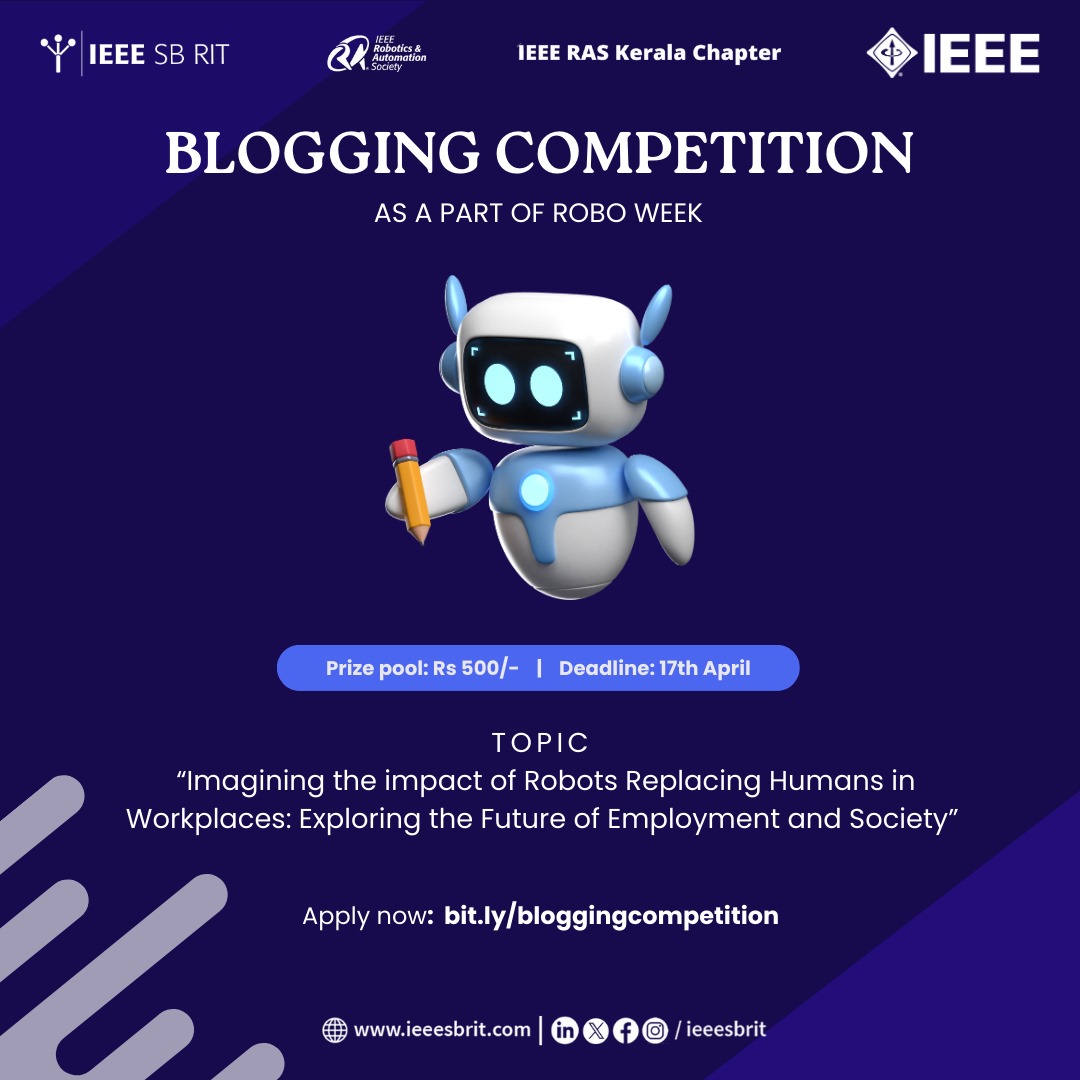 IEEE SB RIT
IEEE
Robotics &
Automation
Society
IEEE RAS Kerala Chapter
IEEE
BLOGGING COMPETITION
AS A PART OF ROBO WEEK
Prize pool: Rs 500/- | Deadline: 17th April
TOPIC
“Imagining the impact of Robots Replacing Humans in
Workplaces: Exploring the Future of Employment and Society”
Apply now: bit.ly/bloggingcompetition
www.ieeesbrit.com | in X f / ieeesbrit